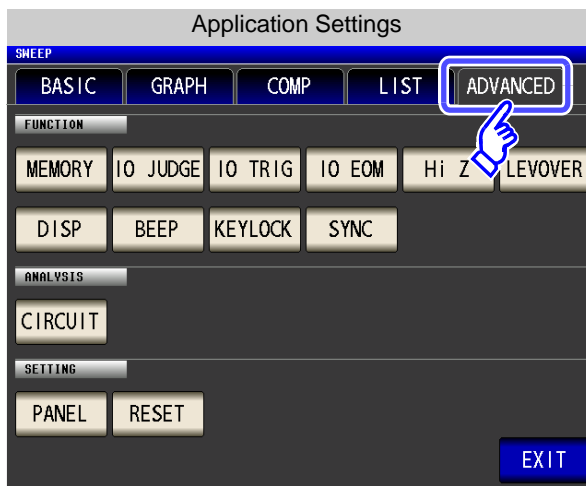 Application Settings
SWEEP
BASIC GRAPH COMP LIST ADVANCED
FUNCTION
MEMORY IO JUDGE IO TRIG IO EOM Hi Z LEVOVER
DISP BEEP KEYLOCK SYNC
ANALYSIS
CIRCUIT
SETTING
PANEL RESET
EXIT